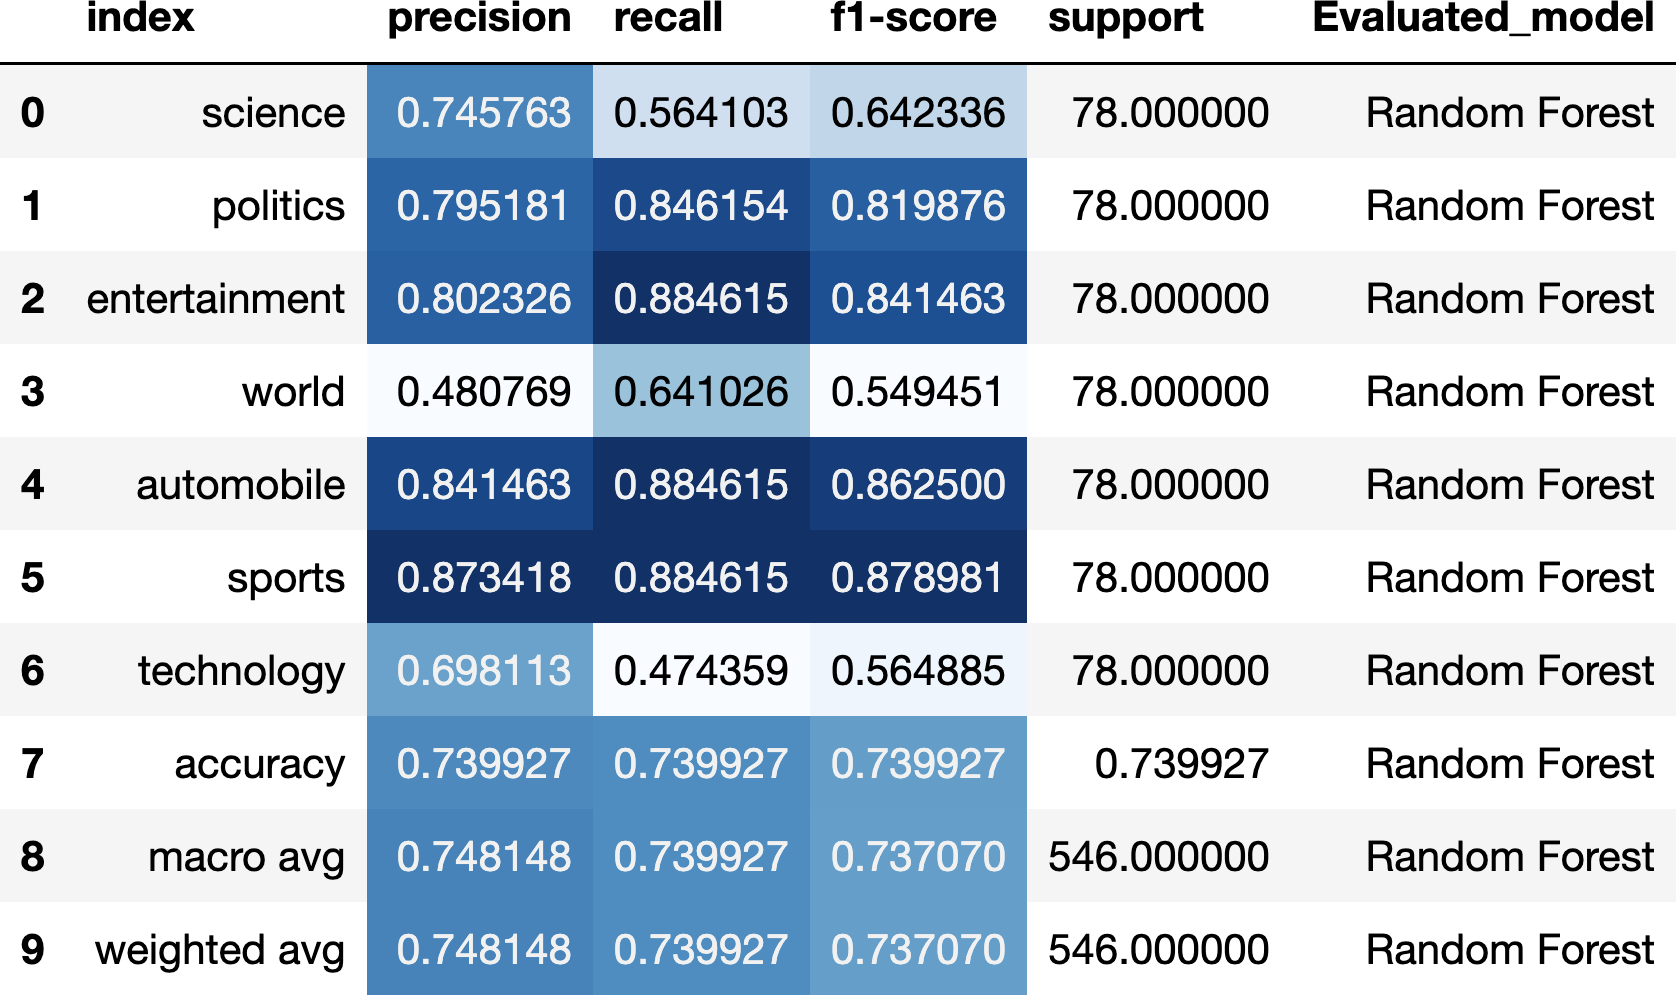 index precision recall f1-score support Evaluated_model
0 science 0.745763 0.564103 0.642336 78.000000 Random Forest
1 politics 0.795181 0.846154 0.819876 78.000000 Random Forest
2 entertainment 0.802326 0.884615 0.841463 78.000000 Random Forest
3 world 0.480769 0.641026 0.549451 78.000000 Random Forest
4 automobile 0.841463 0.884615 0.862500 78.000000 Random Forest
5 sports 0.873418 0.884615 0.878981 78.000000 Random Forest
6 technology 0.698113 0.474359 0.564885 78.000000 Random Forest
7 accuracy 0.739927 0.739927 0.739927 0.739927 Random Forest
8 macro avg 0.748148 0.739927 0.737070 546.000000 Random Forest
9 weighted avg 0.748148 0.739927 0.737070 546.000000 Random Forest